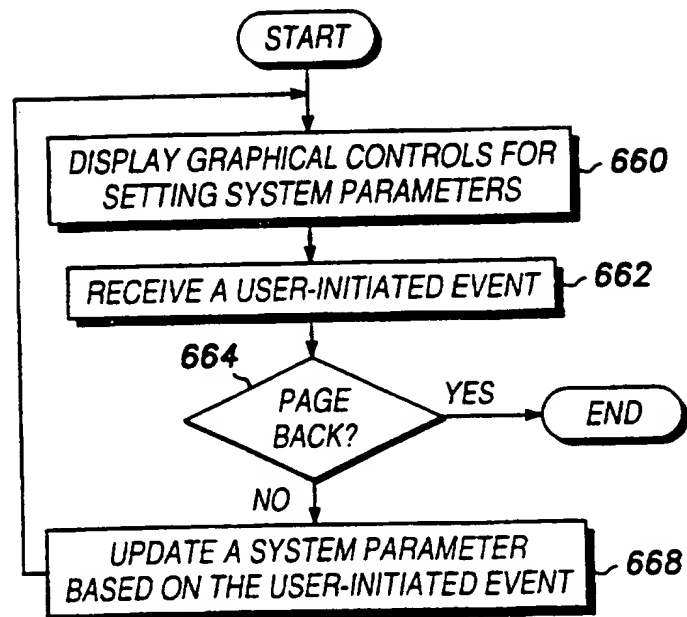 START
DISPLAY GRAPHICAL CONTROLS FOR
SETTING SYSTEM PARAMETERS
660
RECEIVE A USER-INITIATED EVENT
662
664
PAGE
BACK?
YES
END
NO
UPDATE A SYSTEM PARAMETER
BASED ON THE USER-INITIATED EVENT
668